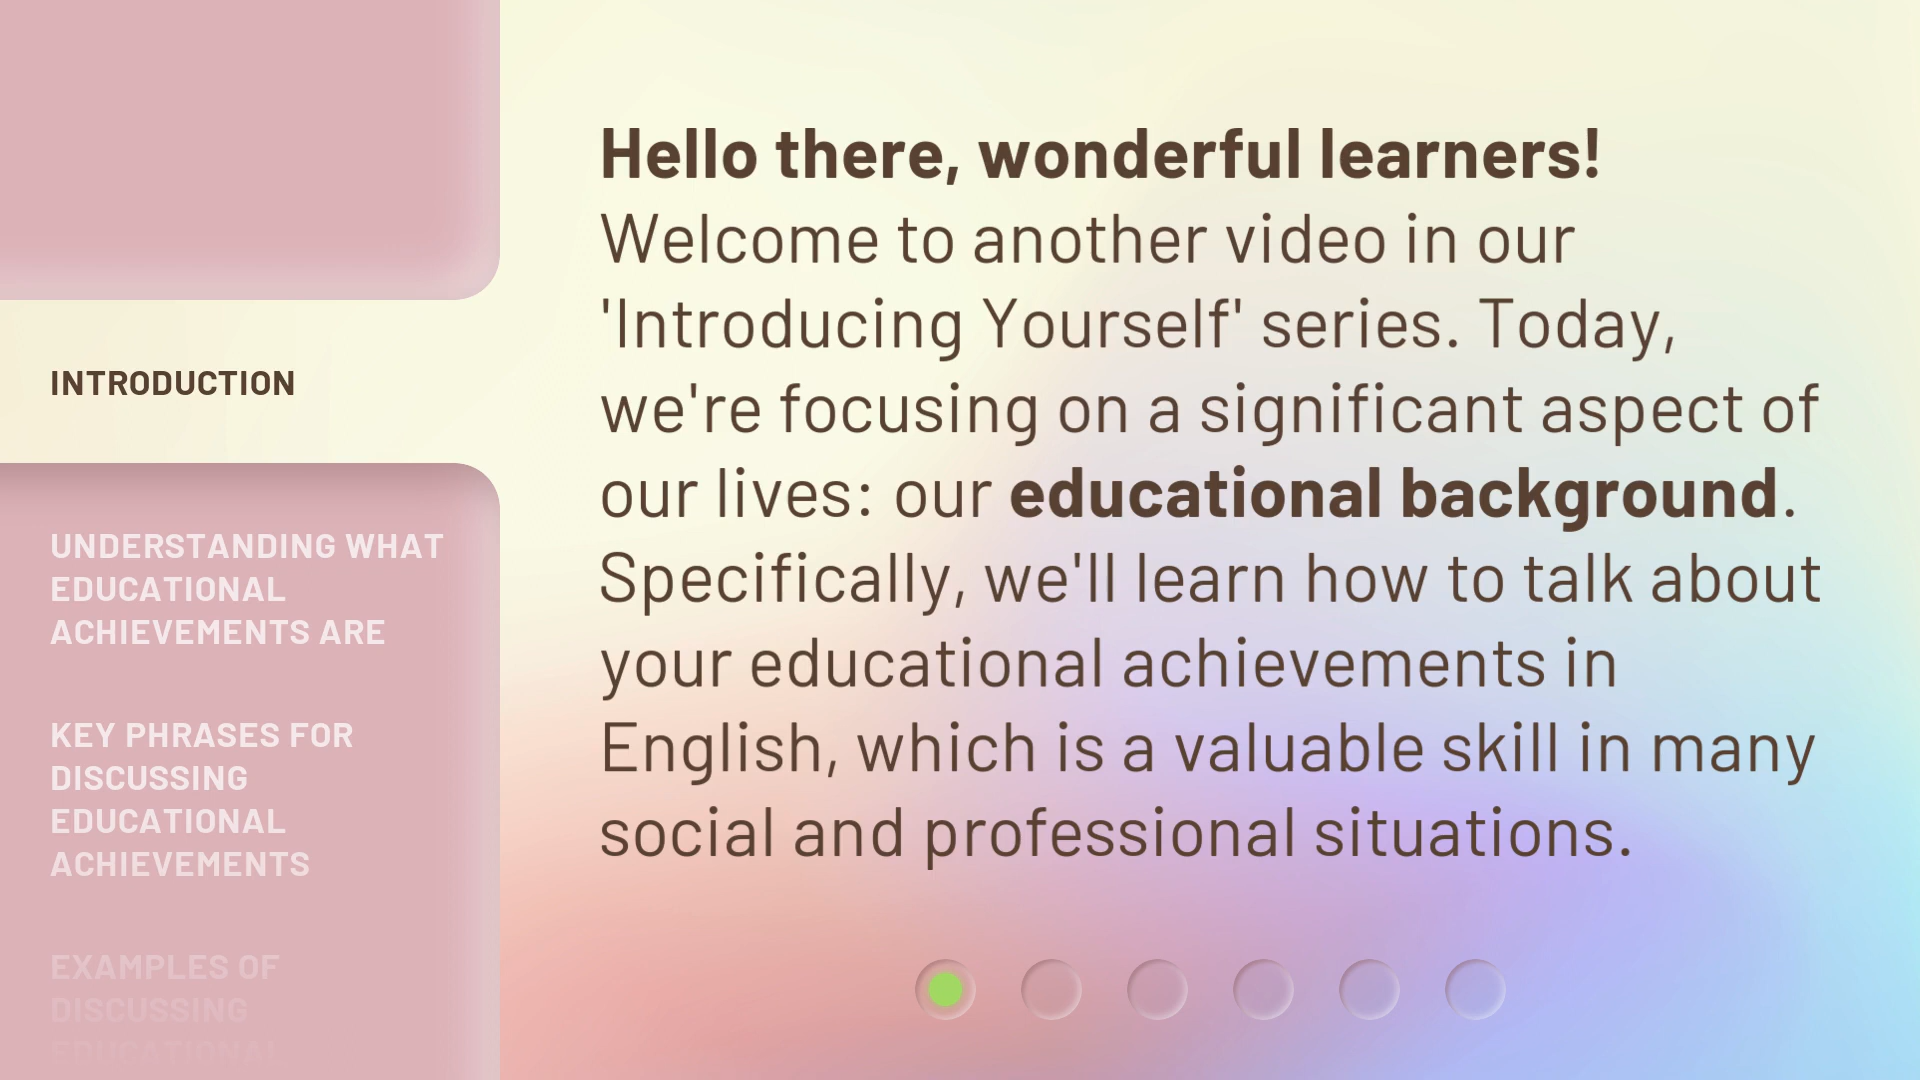 INTRODUCTION
UNDERSTANDING WHAT
EDUCATIONAL
ACHIEVEMENTS ARE
KEY PHRASES FOR
DISCUSSING
EDUCATIONAL
ACHIEVEMENTS
EXAMPLES OF
DISCUSSING
EDUCATIONAL
Hello there, wonderful learners!
Welcome to another video in our
'Introducing Yourself' series. Today,
we're focusing on a significant aspect of
our lives: our educational background.
Specifically, we'll learn how to talk about
your educational achievements in
English, which is a valuable skill in many
social and professional situations.